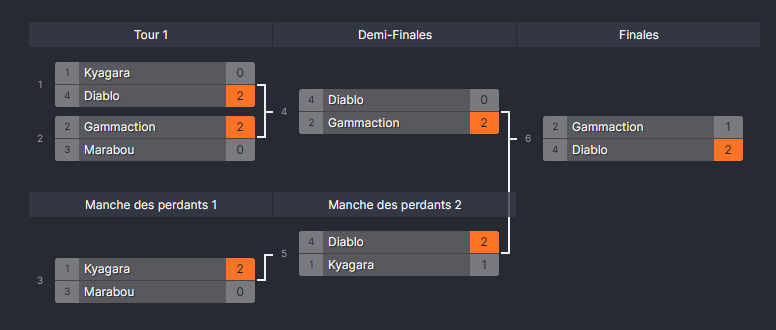 Tour 1 Demi-Finales Finales
1 Kyagara 0
1
4 Diablo 2
4 Diablo 0
4
2 Gammaction 2
2 Gammaction 2
2
3 Marabou 0
2 Gammaction 1
6
4 Diablo 2
Manche des perdants 1 Manche des perdants 2
4 Diablo 2
5
1 Kyagara 1
1 Kyagara 2
3
3 Marabou 0